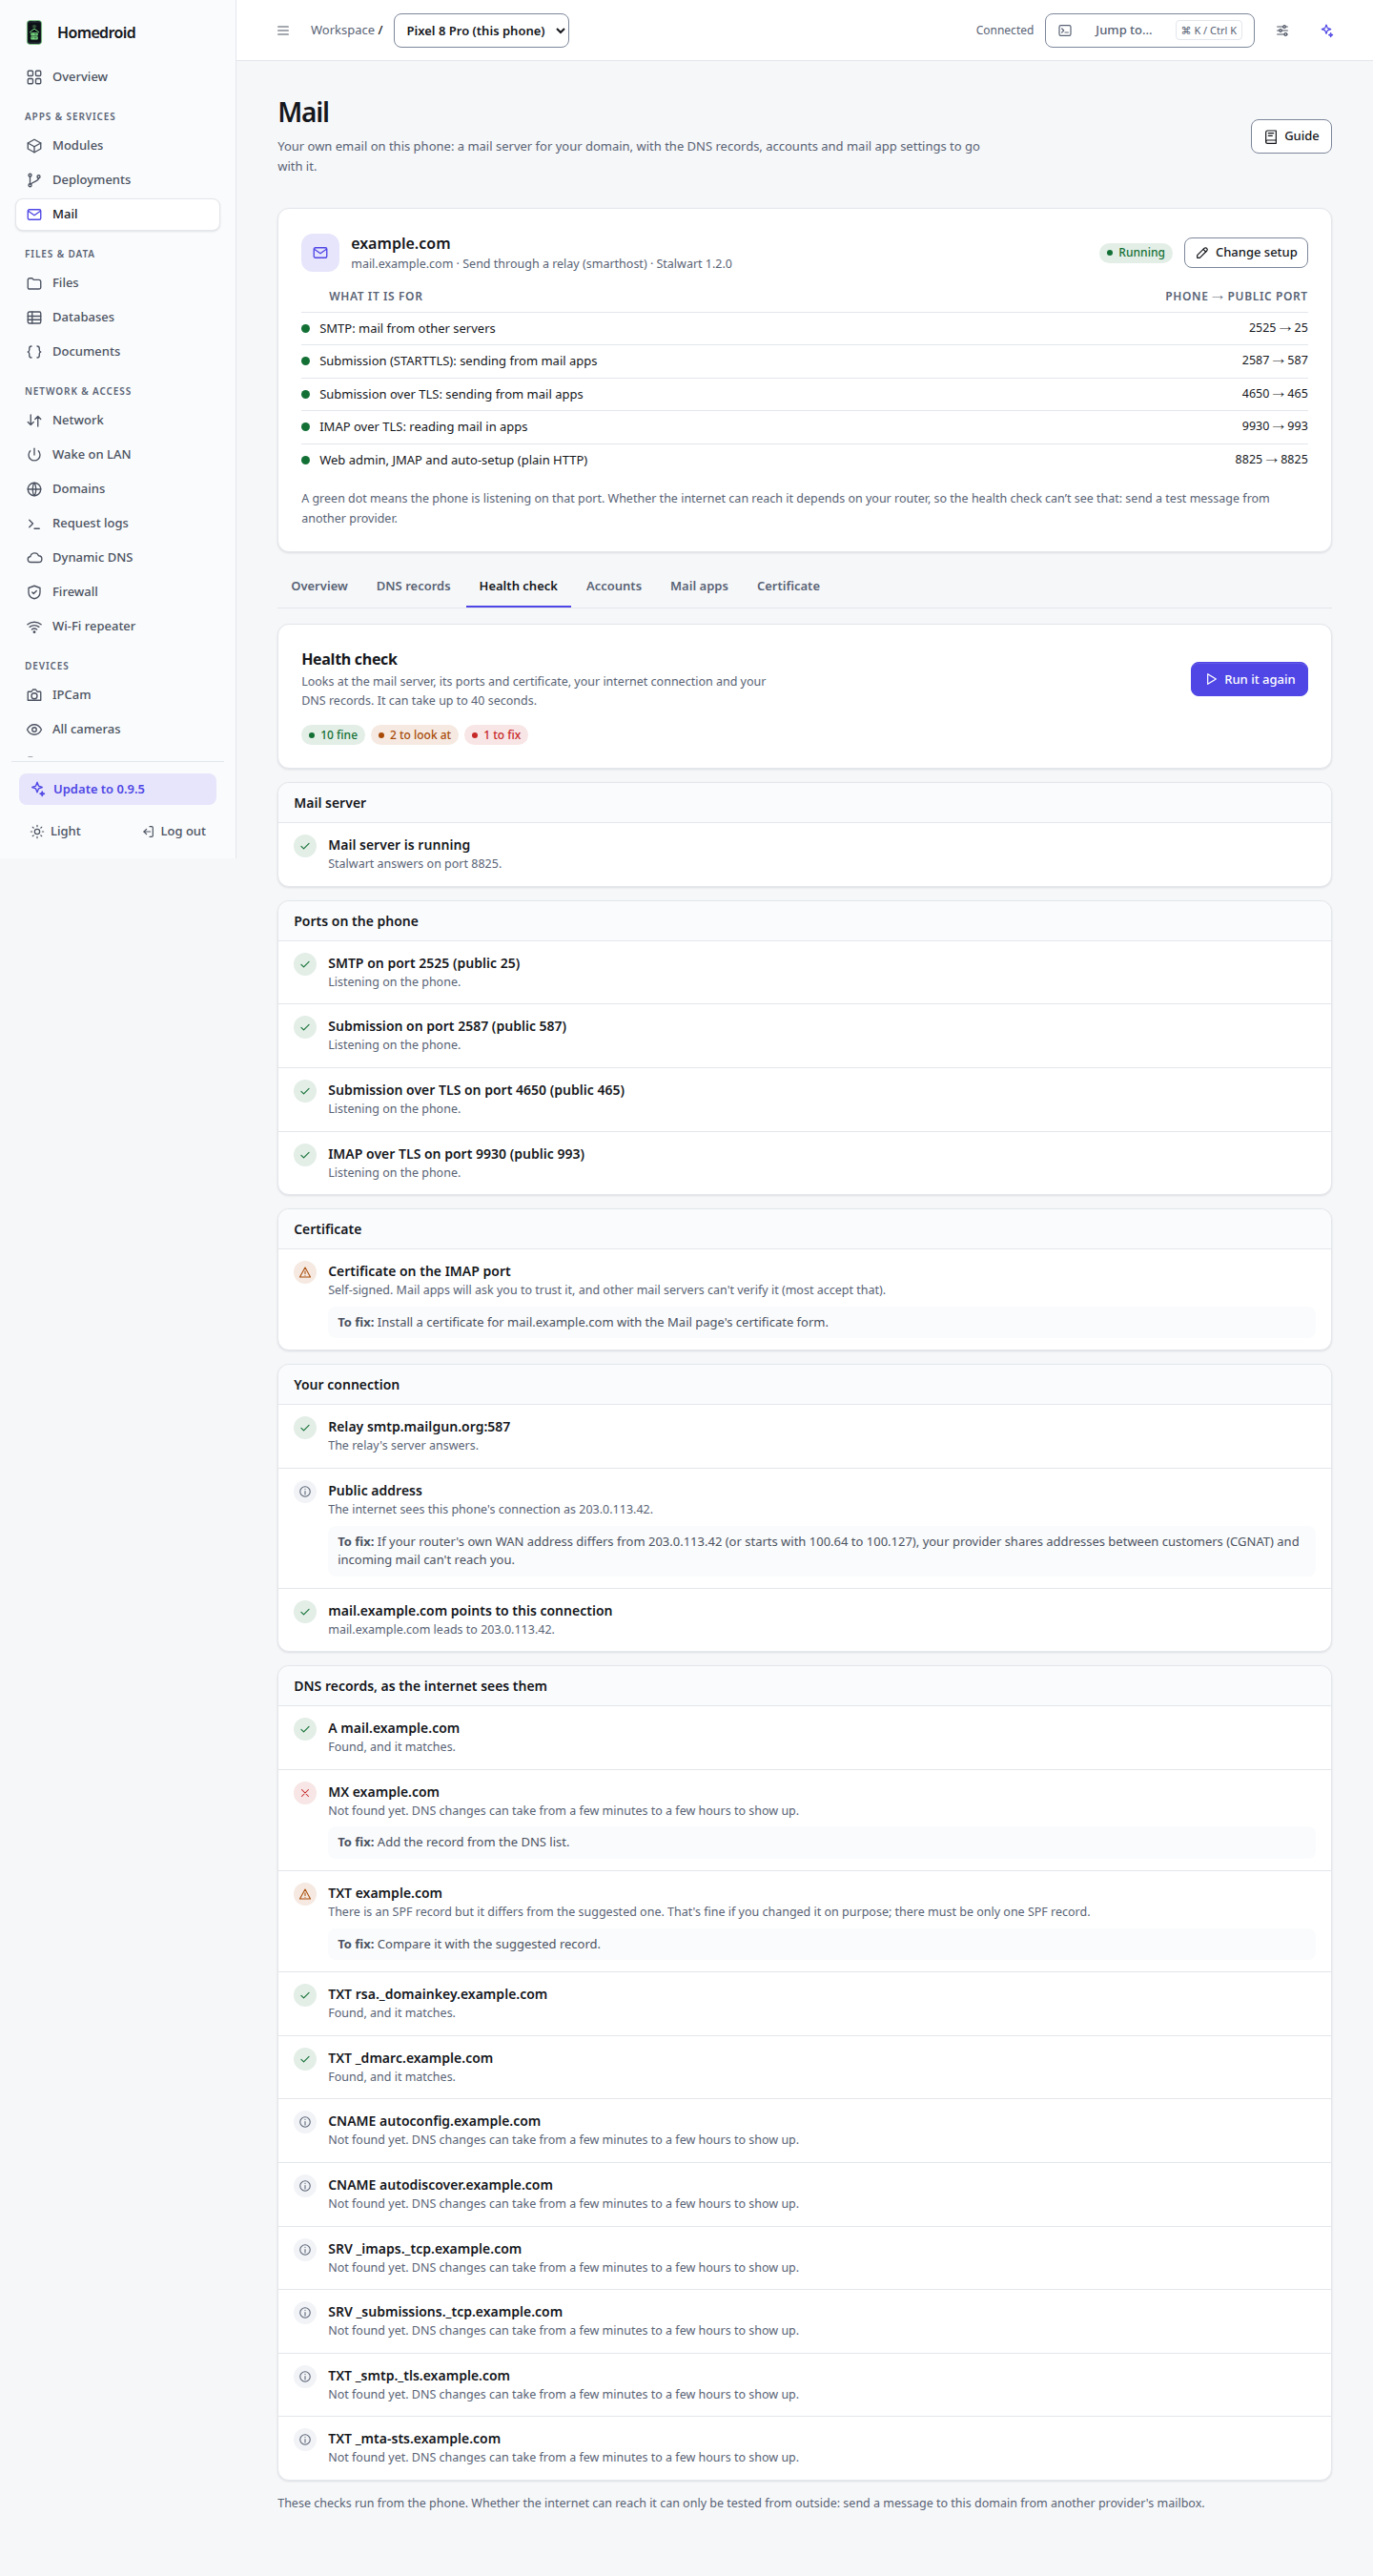 Homedroid
Overview
APPS & SERVICES
Modules
Deployments
Mail
FILES & DATA
Files
Databases
Documents
NETWORK & ACCESS
Network
Wake on LAN
Domains
Request logs
Dynamic DNS
Firewall
Wi-Fi repeater
DEVICES
IPCam
All cameras
Update to 0.9.5
Light
Log out
Workspace /
Pixel 8 Pro (this phone)
Connected
Jump to...
⌘ K / Ctrl K
Mail
Your own email on this phone: a mail server for your domain, with the DNS records, accounts and mail app settings to go
with it.
Guide
example.com
mail.example.com · Send through a relay (smarthost) · Stalwart 1.2.0
Running
Change setup
WHAT IT IS FOR
PHONE → PUBLIC PORT
SMTP: mail from other servers
2525 → 25
Submission (STARTTLS): sending from mail apps
2587 → 587
Submission over TLS: sending from mail apps
4650 → 465
IMAP over TLS: reading mail in apps
9930 → 993
Web admin, JMAP and auto-setup (plain HTTP)
8825 → 8825
A green dot means the phone is listening on that port. Whether the internet can reach it depends on your router, so the health check can't see that: send a test message from
another provider.
Overview
DNS records
Health check
Accounts
Mail apps
Certificate
Health check
Looks at the mail server, its ports and certificate, your internet connection and your
DNS records. It can take up to 40 seconds.
Run it again
10 fine
2 to look at
1 to fix
Mail server
Mail server is running
Stalwart answers on port 8825.
Ports on the phone
SMTP on port 2525 (public 25)
Listening on the phone.
Submission on port 2587 (public 587)
Listening on the phone.
Submission over TLS on port 4650 (public 465)
Listening on the phone.
IMAP over TLS on port 9930 (public 993)
Listening on the phone.
Certificate
Certificate on the IMAP port
Self-signed. Mail apps will ask you to trust it, and other mail servers can't verify it (most accept that).
To fix: Install a certificate for mail.example.com with the Mail page's certificate form.
Your connection
Relay smtp.mailgun.org:587
The relay's server answers.
Public address
The internet sees this phone's connection as 203.0.113.42.
To fix: If your router's own WAN address differs from 203.0.113.42 (or starts with 100.64 to 100.127), your provider shares addresses between customers (CGNAT) and
incoming mail can't reach you.
mail.example.com points to this connection
mail.example.com leads to 203.0.113.42.
DNS records, as the internet sees them
A mail.example.com
Found, and it matches.
MX example.com
Not found yet. DNS changes can take from a few minutes to a few hours to show up.
To fix: Add the record from the DNS list.
TXT example.com
There is an SPF record but it differs from the suggested one. That's fine if you changed it on purpose; there must be only one SPF record.
To fix: Compare it with the suggested record.
TXT rsa._domainkey.example.com
Found, and it matches.
TXT _dmarc.example.com
Found, and it matches.
CNAME autoconfig.example.com
Not found yet. DNS changes can take from a few minutes to a few hours to show up.
CNAME autodiscover.example.com
Not found yet. DNS changes can take from a few minutes to a few hours to show up.
SRV _imaps._tcp.example.com
Not found yet. DNS changes can take from a few minutes to a few hours to show up.
SRV _submissions._tcp.example.com
Not found yet. DNS changes can take from a few minutes to a few hours to show up.
TXT _smtp._tls.example.com
Not found yet. DNS changes can take from a few minutes to a few hours to show up.
TXT _mta-sts.example.com
Not found yet. DNS changes can take from a few minutes to a few hours to show up.
These checks run from the phone. Whether the internet can reach it can only be tested from outside: send a message to this domain from another provider's mailbox.